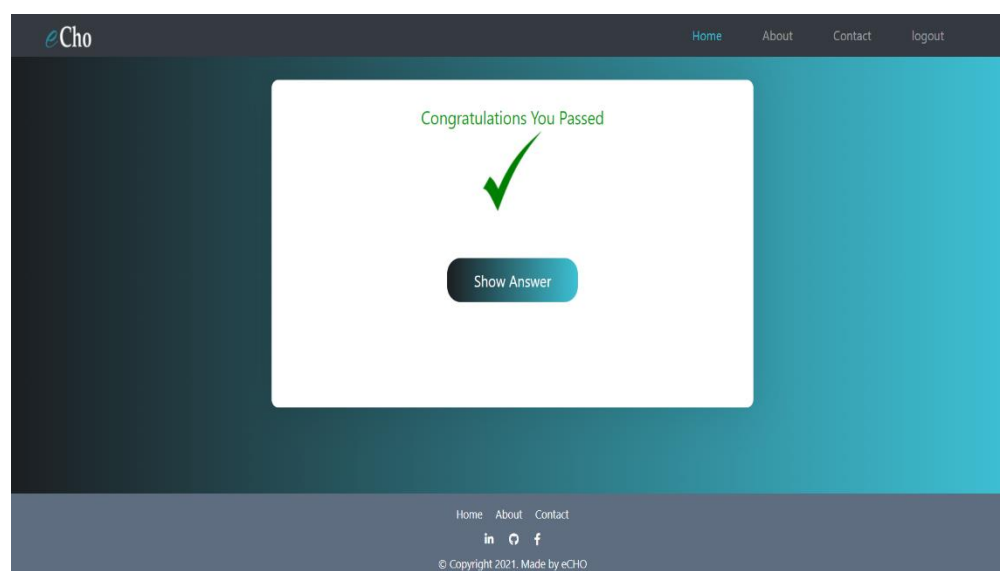 eCho
Home About Contact logout
Congratulations You Passed
Show Answer
Home About Contact
in f
© Copyright 2021. Made by eCHO